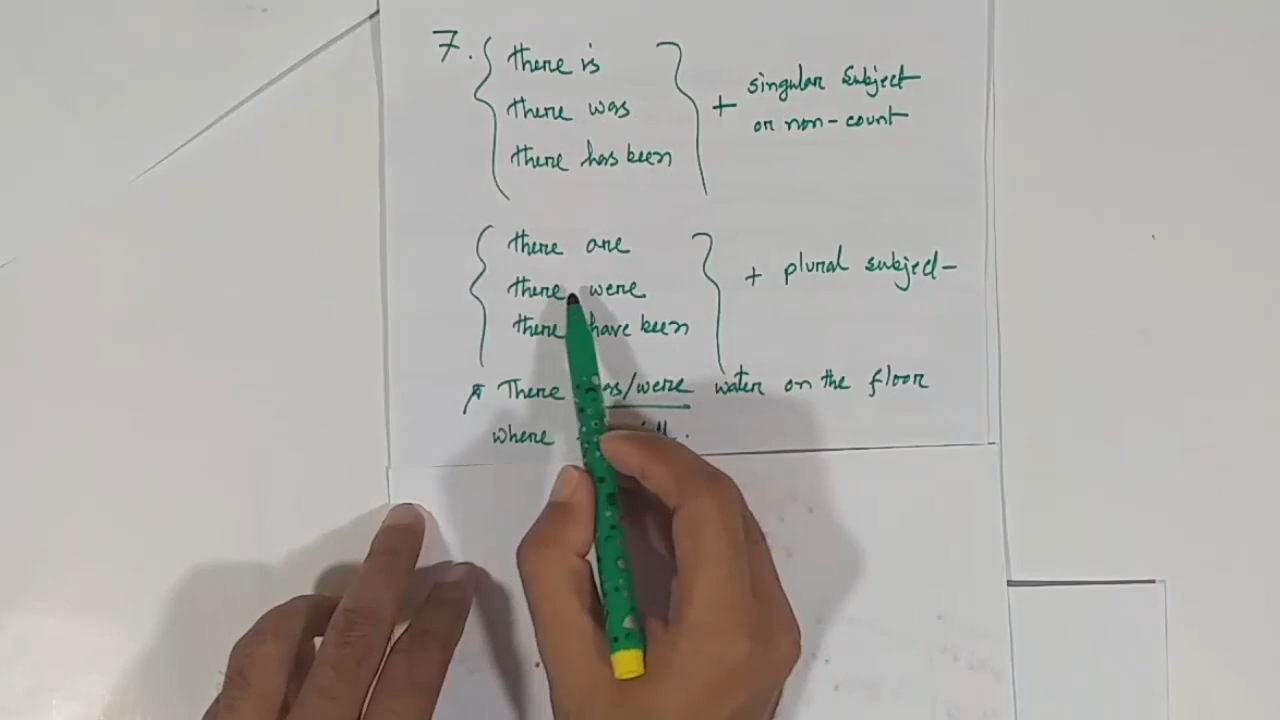 7. there is
there was
there has been
+ singular subject
or non-count
there are
there were
there have been
+ plural subject
There /were water on the floor
where